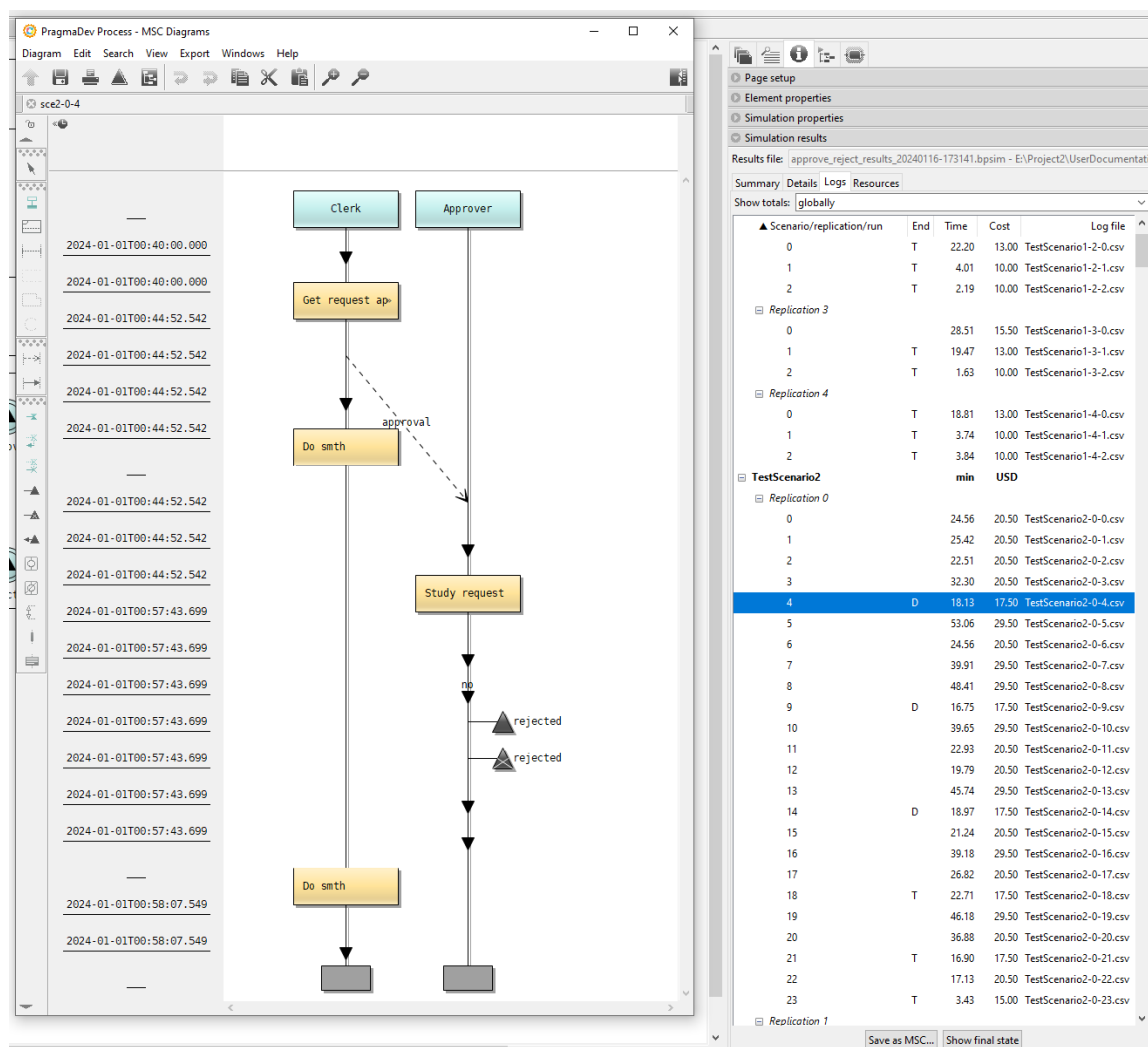 PragmaDev Process - MSC Diagrams
Diagram Edit Search View Export Windows Help
sce2-0-4
Clerk
Approver
2024-01-01T00:40:00.000
2024-01-01T00:40:00.000
Get request ap»
2024-01-01T00:44:52.542
2024-01-01T00:44:52.542
2024-01-01T00:44:52.542
approval
2024-01-01T00:44:52.542
Do smth
2024-01-01T00:44:52.542
2024-01-01T00:44:52.542
2024-01-01T00:44:52.542
Study request
2024-01-01T00:57:43.699
2024-01-01T00:57:43.699
2024-01-01T00:57:43.699
no
2024-01-01T00:57:43.699
rejected
2024-01-01T00:57:43.699
rejected
2024-01-01T00:57:43.699
2024-01-01T00:57:43.699
Do smth
2024-01-01T00:58:07.549
2024-01-01T00:58:07.549
Page setup
Element properties
Simulation properties
Simulation results
Results file: approve_reject_results_20240116-173141.bpsim - E:\Project2\UserDocumentati
Summary Details Logs Resources
Show totals: globally
▲ Scenario/replication/run End Time Cost Log file
0 T 22.20 13.00 TestScenario1-2-0.csv
1 T 4.01 10.00 TestScenario1-2-1.csv
2 T 2.19 10.00 TestScenario1-2-2.csv
Replication 3
0 28.51 15.50 TestScenario1-3-0.csv
1 T 19.47 13.00 TestScenario1-3-1.csv
2 T 1.63 10.00 TestScenario1-3-2.csv
Replication 4
0 T 18.81 13.00 TestScenario1-4-0.csv
1 T 3.74 10.00 TestScenario1-4-1.csv
2 T 3.84 10.00 TestScenario1-4-2.csv
TestScenario2 min USD
Replication 0
0 24.56 20.50 TestScenario2-0-0.csv
1 25.42 20.50 TestScenario2-0-1.csv
2 22.51 20.50 TestScenario2-0-2.csv
3 32.30 20.50 TestScenario2-0-3.csv
4 D 18.13 17.50 TestScenario2-0-4.csv
5 53.06 29.50 TestScenario2-0-5.csv
6 24.56 20.50 TestScenario2-0-6.csv
7 39.91 29.50 TestScenario2-0-7.csv
8 48.41 29.50 TestScenario2-0-8.csv
9 D 16.75 17.50 TestScenario2-0-9.csv
10 39.65 29.50 TestScenario2-0-10.csv
11 22.93 20.50 TestScenario2-0-11.csv
12 19.79 20.50 TestScenario2-0-12.csv
13 45.74 29.50 TestScenario2-0-13.csv
14 D 18.97 17.50 TestScenario2-0-14.csv
15 21.24 20.50 TestScenario2-0-15.csv
16 39.18 29.50 TestScenario2-0-16.csv
17 26.82 20.50 TestScenario2-0-17.csv
18 T 22.71 17.50 TestScenario2-0-18.csv
19 46.18 29.50 TestScenario2-0-19.csv
20 36.88 20.50 TestScenario2-0-20.csv
21 T 16.90 17.50 TestScenario2-0-21.csv
22 17.13 20.50 TestScenario2-0-22.csv
23 T 3.43 15.00 TestScenario2-0-23.csv
Replication 1
Save as MSC... Show final state